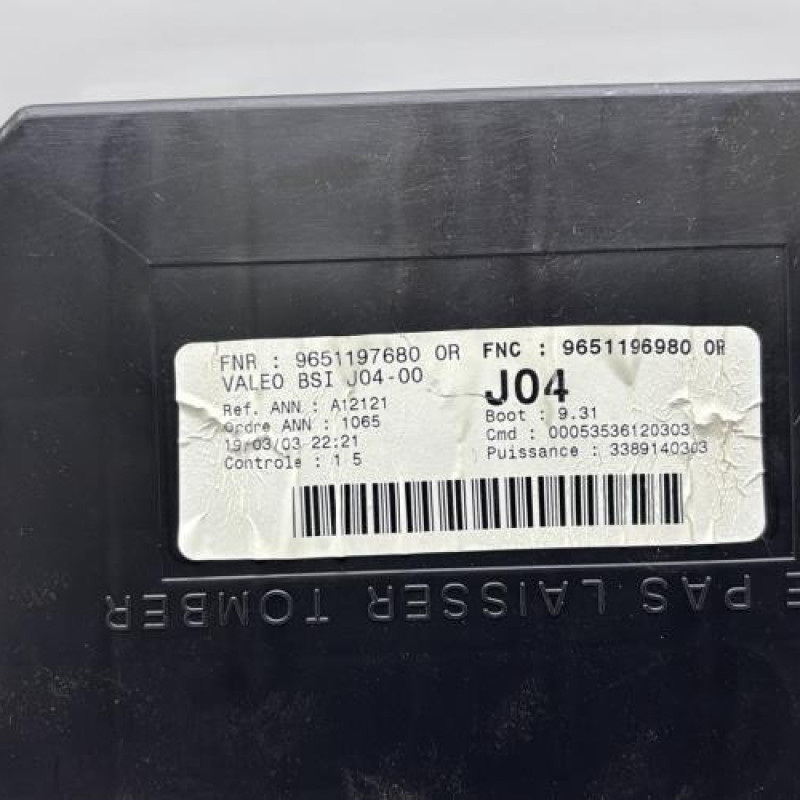 FNR : 9651197680 OR FNC : 9651196980 OR
VALEO BSI J04-00 J04
Ref. ANN : A12121 Boot : 9.31
Ordre ANN : 1065 Cmd : 00053536120303
19/03/03 22:21 Puissance : 3389140303
Controle : 1 5
E PAS LAISSER TOMBER